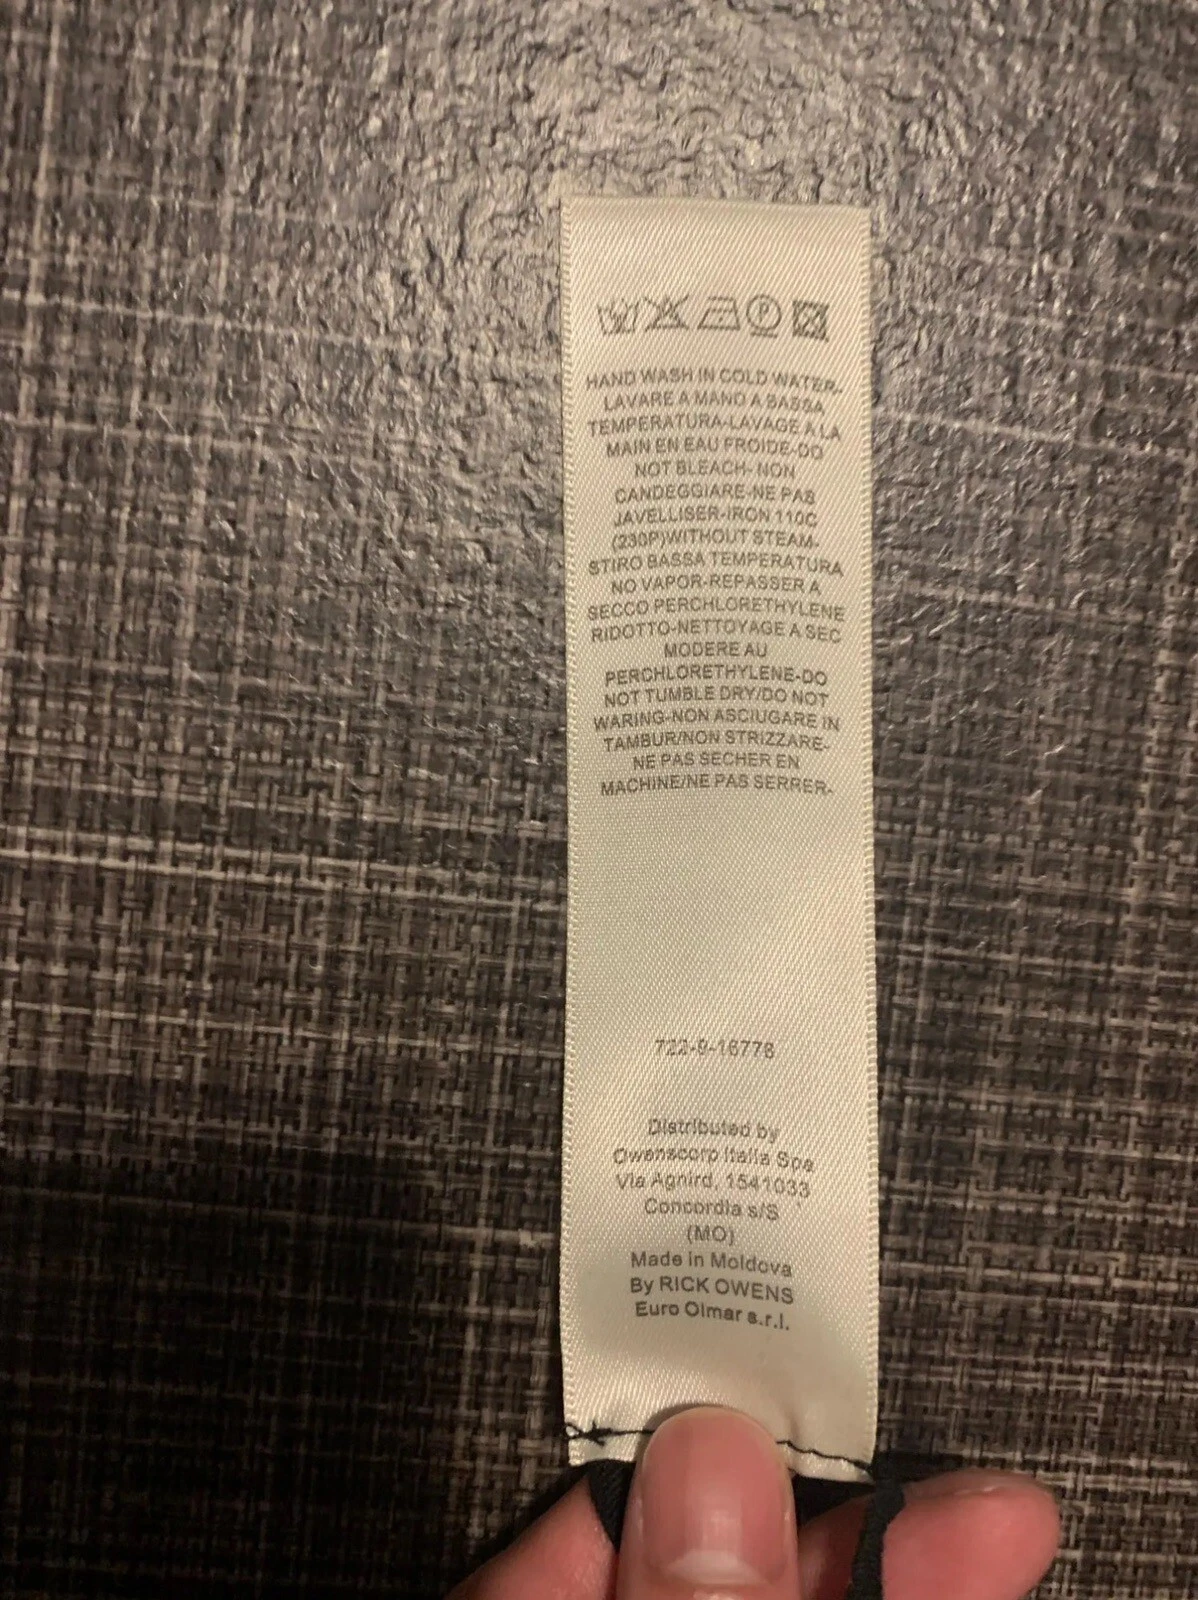 HAND WASH IN COLD WATER-
LAVARE A MANO A BASSA
TEMPERATURA-LAVAGE A LA
MAIN EN EAU FROIDE-DO
NOT BLEACH- NON
CANDEGGIARE-NE PAS
JAVELLISER-IRON 110C
(230P)WITHOUT STEAM-
STIRO BASSA TEMPERATURA
NO VAPOR-REPASSER A
SECCO PERCHLORETHYLENE
RIDOTTO-NETTOYAGE A SEC
MODERE AU
PERCHLORETHYLENE-DO
NOT TUMBLE DRY/DO NOT
WARING-NON ASCIUGARE IN
TAMBUR/NON STRIZZARE-
NE PAS SECHER EN
MACHINE/NE PAS SERRER-
722-9-16778
Distributed by
Owenscorp Italia Spa
Via Agnird, 1541033
Concordia s/S
(MO)
Made in Moldova
By RICK OWENS
Euro Olmar s.r.l.